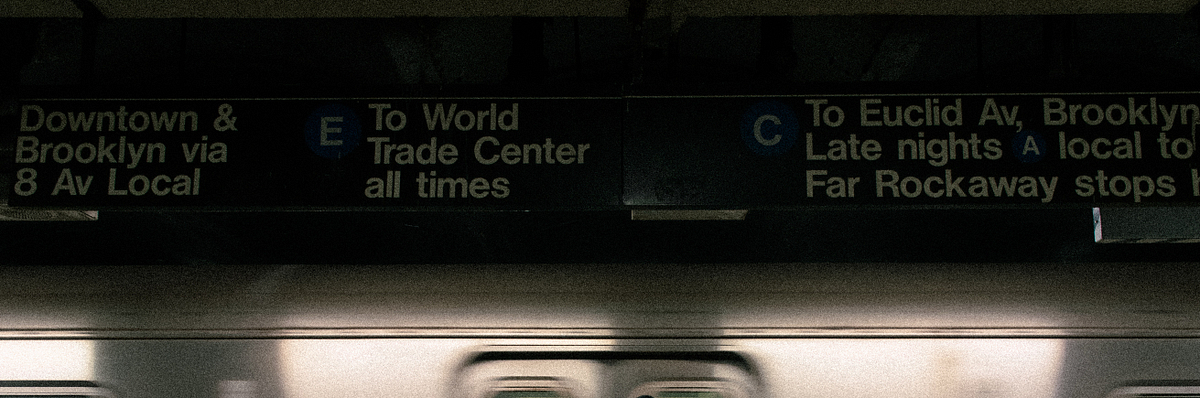 Downtown &
Brooklyn via
8 Av Local
E
To World
Trade Center
all times
C
To Euclid Av, Brooklyn
Late nights A local to
Far Rockaway stops